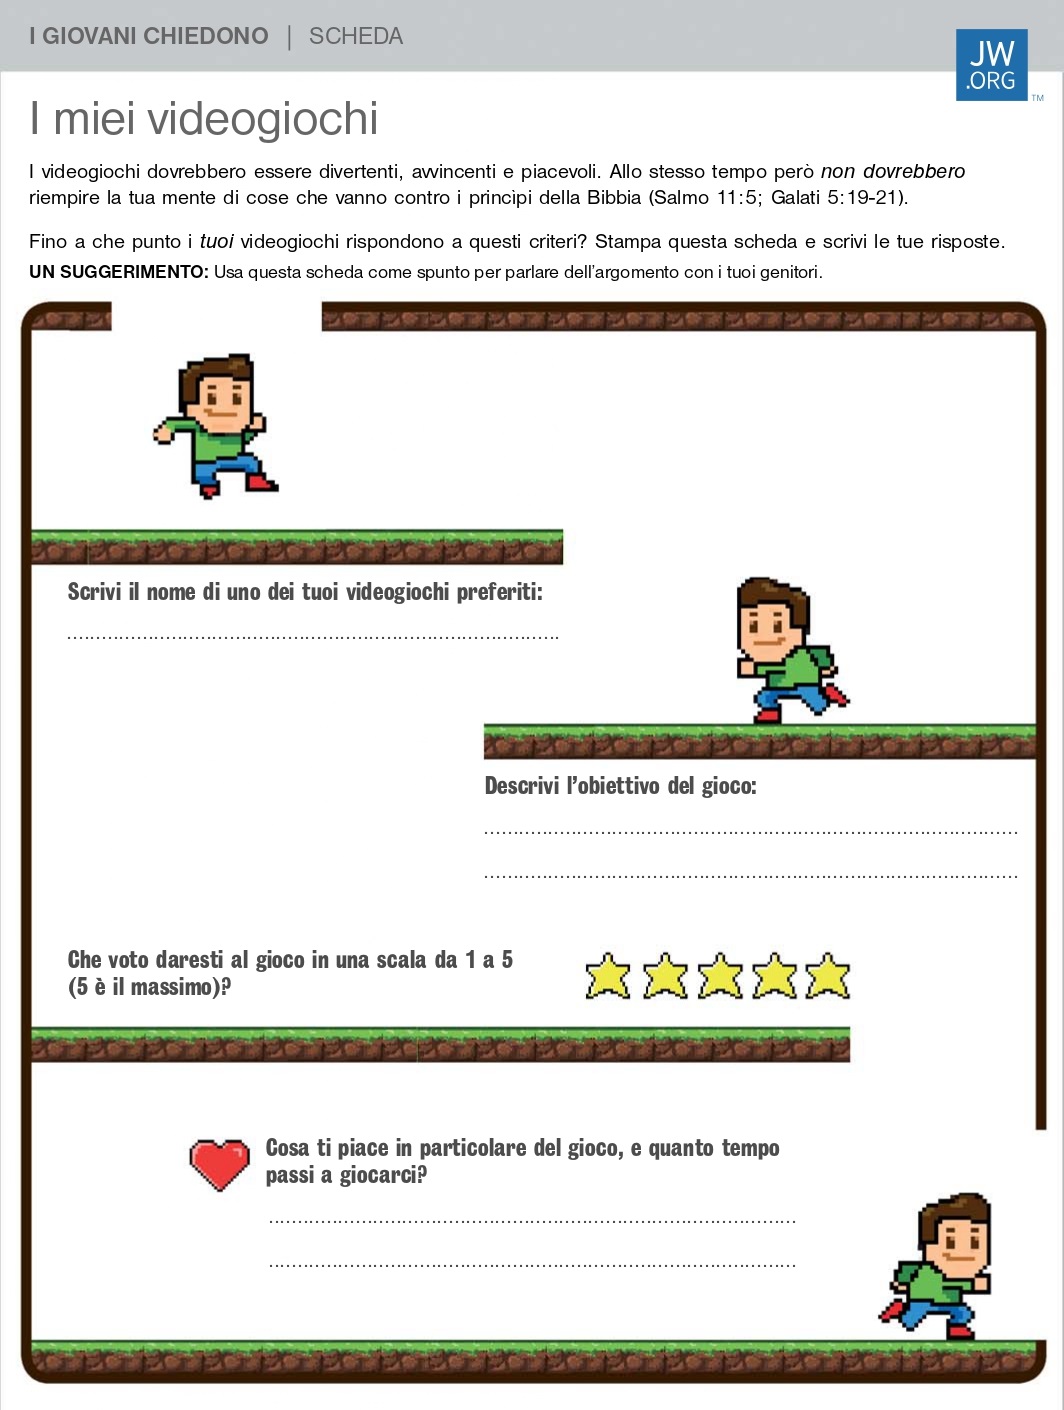 I GIOVANI CHIEDONO | SCHEDA
JW
.ORG
TM
I miei videogiochi
I videogiochi dovrebbero essere divertenti, avvincenti e piacevoli. Allo stesso tempo però non dovrebbero
riempire la tua mente di cose che vanno contro i princìpi della Bibbia (Salmo 11:5; Galati 5:19-21).
Fino a che punto i tuoi videogiochi rispondono a questi criteri? Stampa questa scheda e scrivi le tue risposte.
UN SUGGERIMENTO: Usa questa scheda come spunto per parlare dell’argomento con i tuoi genitori.
Scrivi il nome di uno dei tuoi videogiochi preferiti:
Descrivi l’obiettivo del gioco:
Che voto daresti al gioco in una scala da 1 a 5
(5 è il massimo)?
Cosa ti piace in particolare del gioco, e quanto tempo
passi a giocarci?